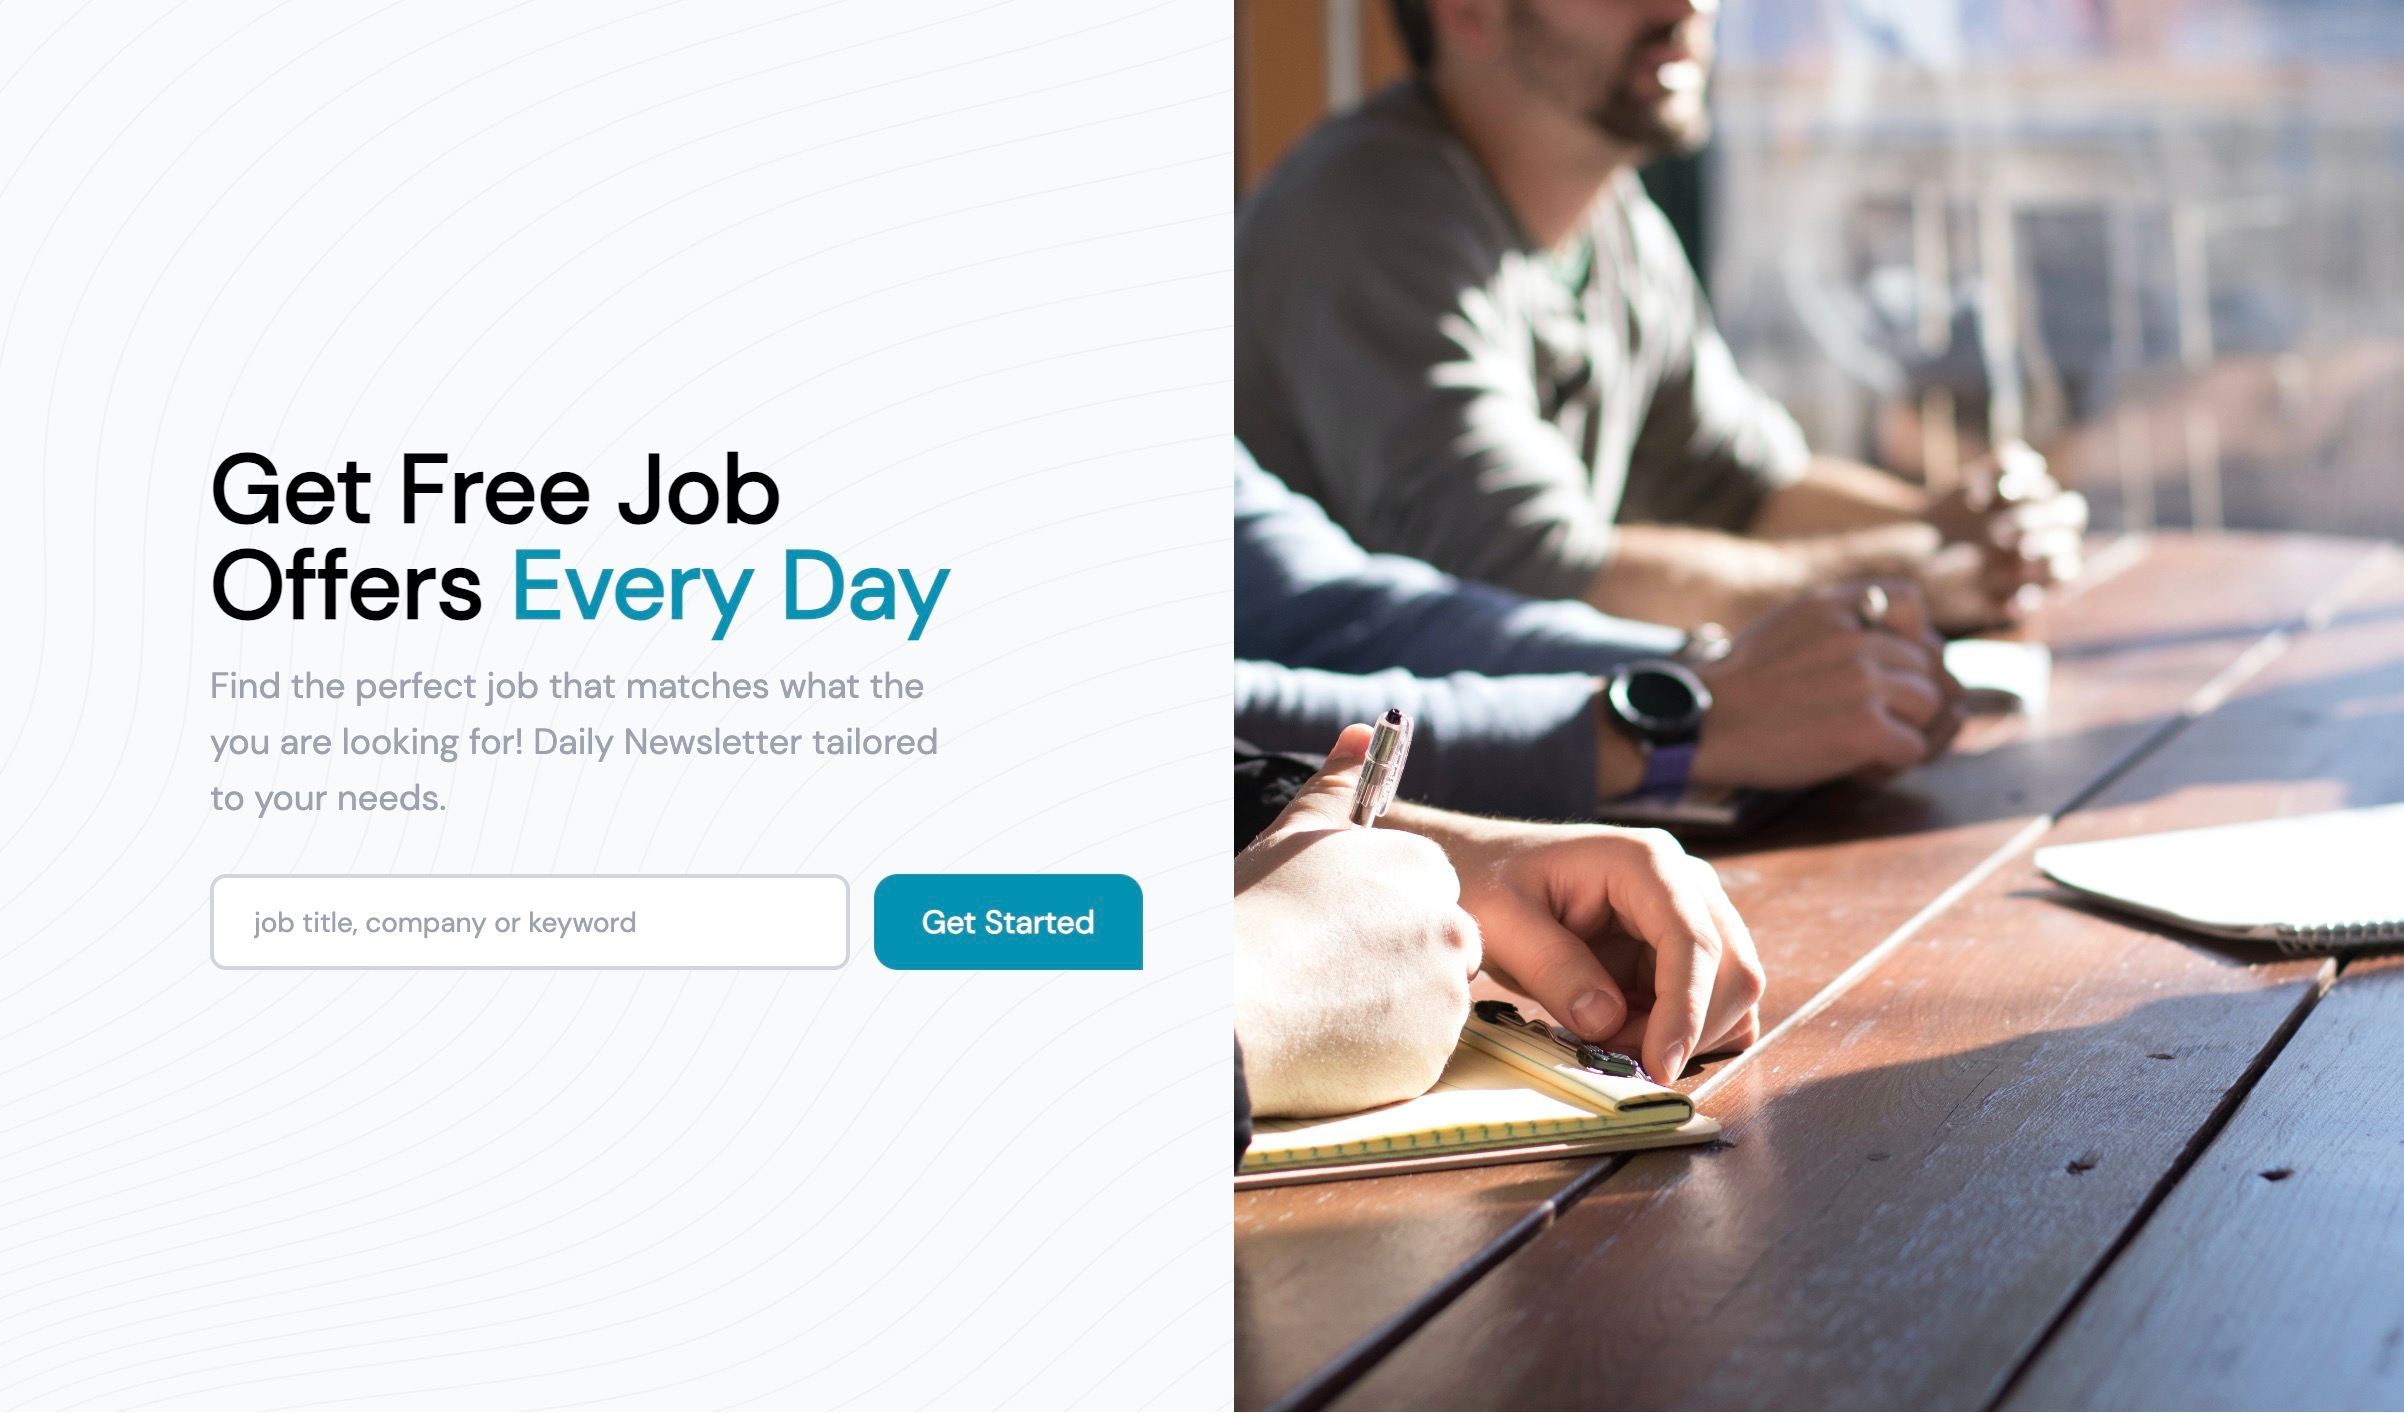 Get Free Job
Offers Every Day
Find the perfect job that matches what the
you are looking for! Daily Newsletter tailored
to your needs.
job title, company or keyword
Get Started